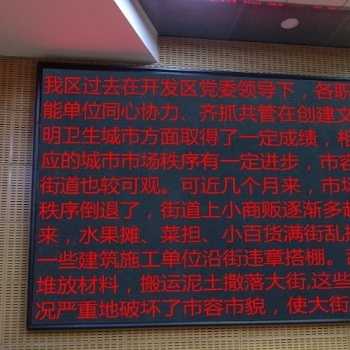 我区过去在开发区党委领导下，各职
能单位同心协力、齐抓共管在创建文
明卫生城市方面取得了一定成绩，相
应的城市市场秩序有一定进步，市容
街道也较可观。可近几个月来，市场
秩序倒退了，街道上小商贩逐渐多起
来，水果摊、菜担、小百货满街乱摆
一些建筑施工单位沿街违章搭棚。
堆放材料，搬运泥土撒落大街,这些
况严重地破坏了市容市貌，使大街